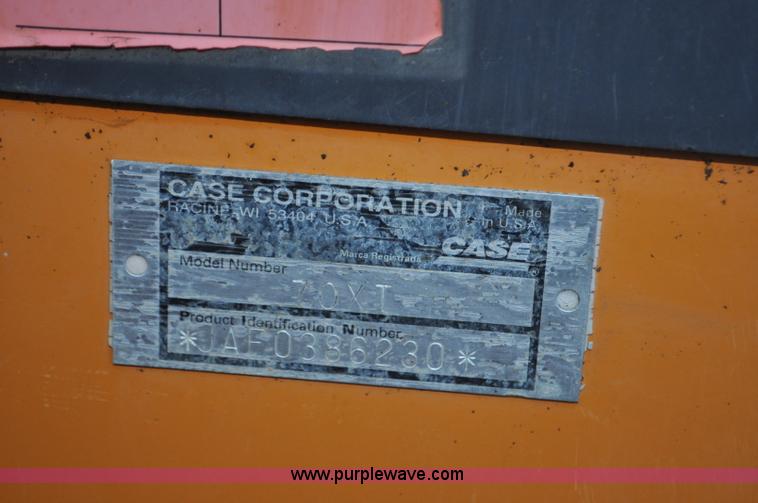 CASE CORPORATION
RACINE, WI 53404 U.S.A.
Made
in U.S.A.
CASE
®
Marca Registrada
Model Number
70XT
Product Identification Number
*JAF0386230*
www.purplewave.com